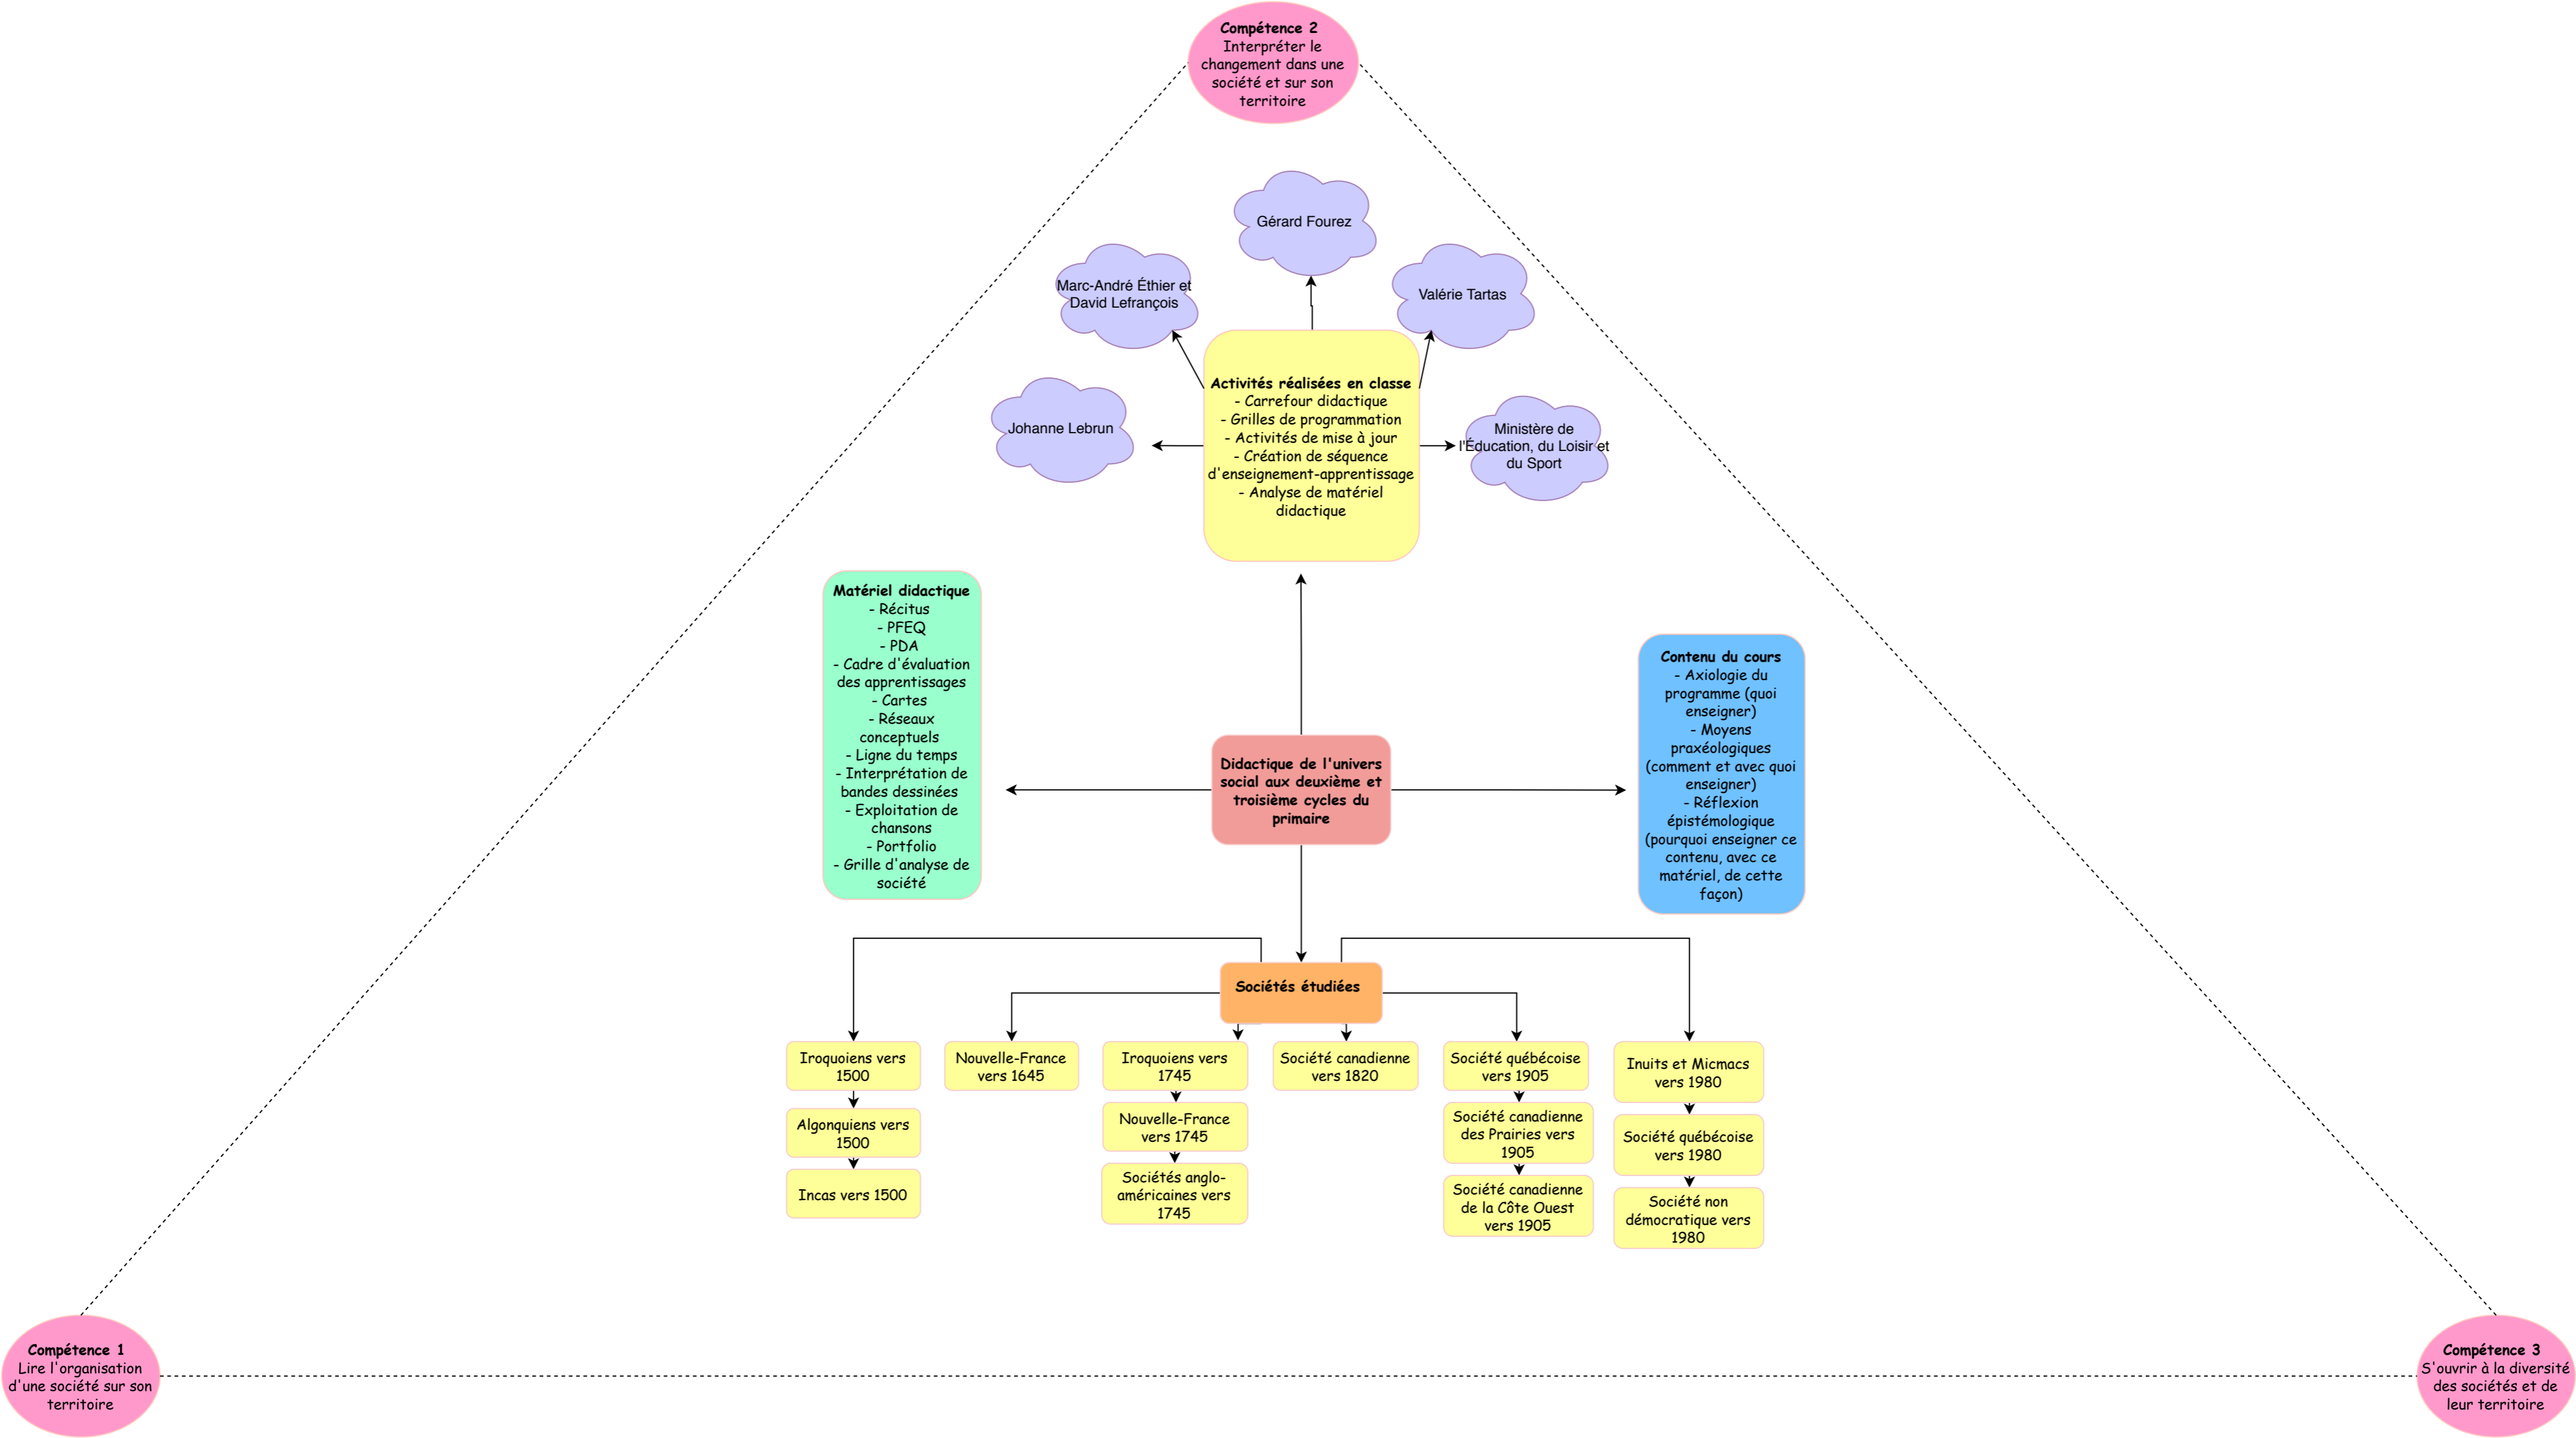 Compétence 2
Interpréter le
changement dans une
société et sur son
territoire
Gérard Fourez
Marc-André Éthier et
David Lefrançois
Valérie Tartas
Johanne Lebrun
Ministère de
l'Éducation, du Loisir et
du Sport
Activités réalisées en classe
- Carrefour didactique
- Grilles de programmation
- Activités de mise à jour
- Création de séquence
d'enseignement-apprentissage
- Analyse de matériel
didactique
Matériel didactique
- Récitus
- PFEQ
- PDA
- Cadre d'évaluation
des apprentissages
- Cartes
- Réseaux
conceptuels
- Ligne du temps
- Interprétation de
bandes dessinées
- Exploitation de
chansons
- Portfolio
- Grille d'analyse de
société
Didactique de l'univers
social aux deuxième et
troisième cycles du
primaire
Contenu du cours
- Axiologie du
programme (quoi
enseigner)
- Moyens
praxéologiques
(comment et avec quoi
enseigner)
- Réflexion
épistémologique
(pourquoi enseigner ce
contenu, avec ce
matériel, de cette
façon)
Sociétés étudiées
Iroquoiens vers
1500
Algonquiens vers
1500
Incas vers 1500
Nouvelle-France
vers 1645
Iroquoiens vers
1745
Nouvelle-France
vers 1745
Sociétés anglo-
américaines vers
1745
Société canadienne
vers 1820
Société québécoise
vers 1905
Société canadienne
des Prairies vers
1905
Société canadienne
de la Côte Ouest
vers 1905
Inuits et Micmacs
vers 1980
Société québécoise
vers 1980
Société non
démocratique vers
1980
Compétence 1
Lire l'organisation
d'une société sur son
territoire
Compétence 3
S'ouvrir à la diversité
des sociétés et de
leur territoire